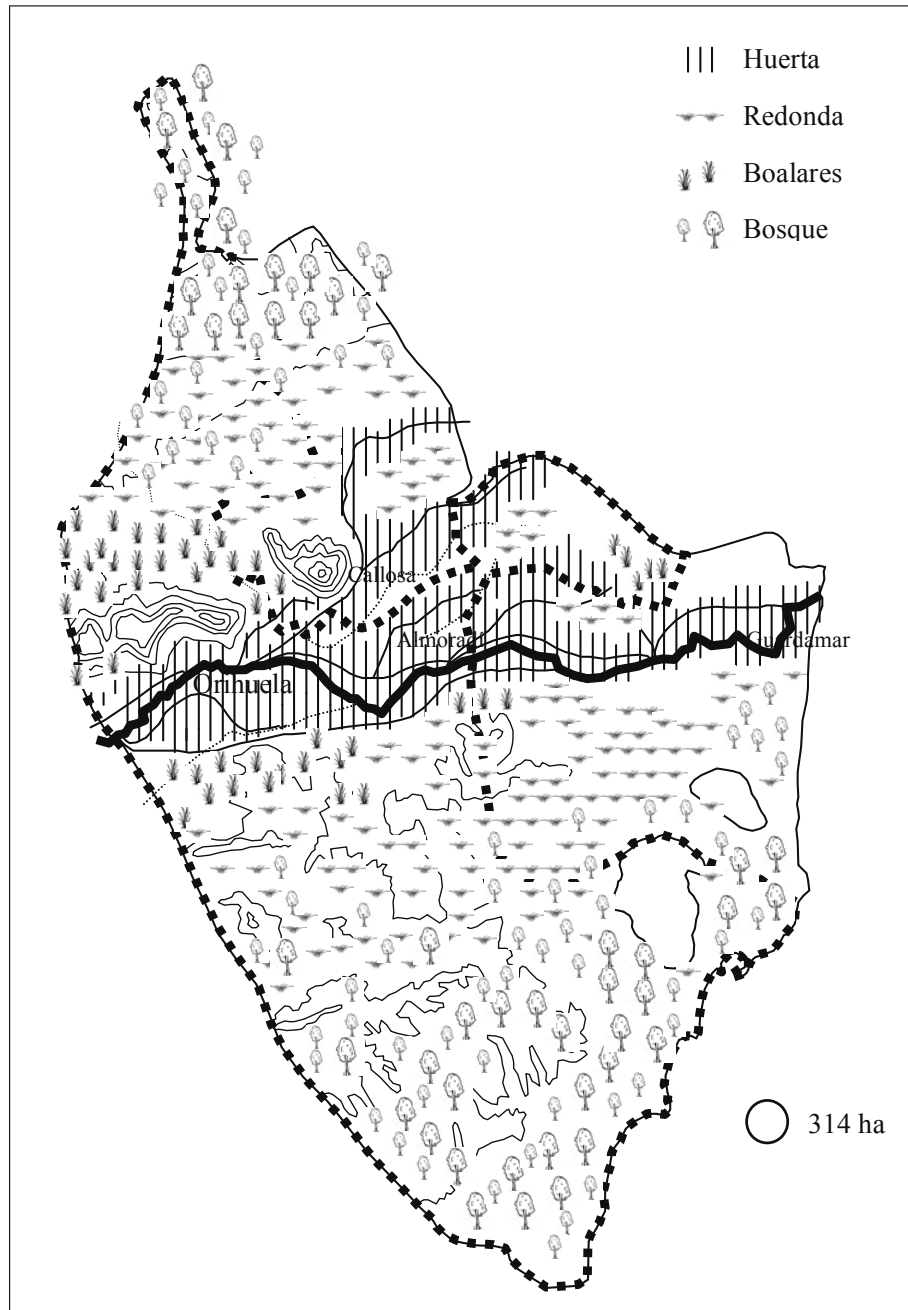 Huerta
Redonda
Boalares
Bosque
Callosa
Almoradí
Guardamar
Orihuela
314 ha